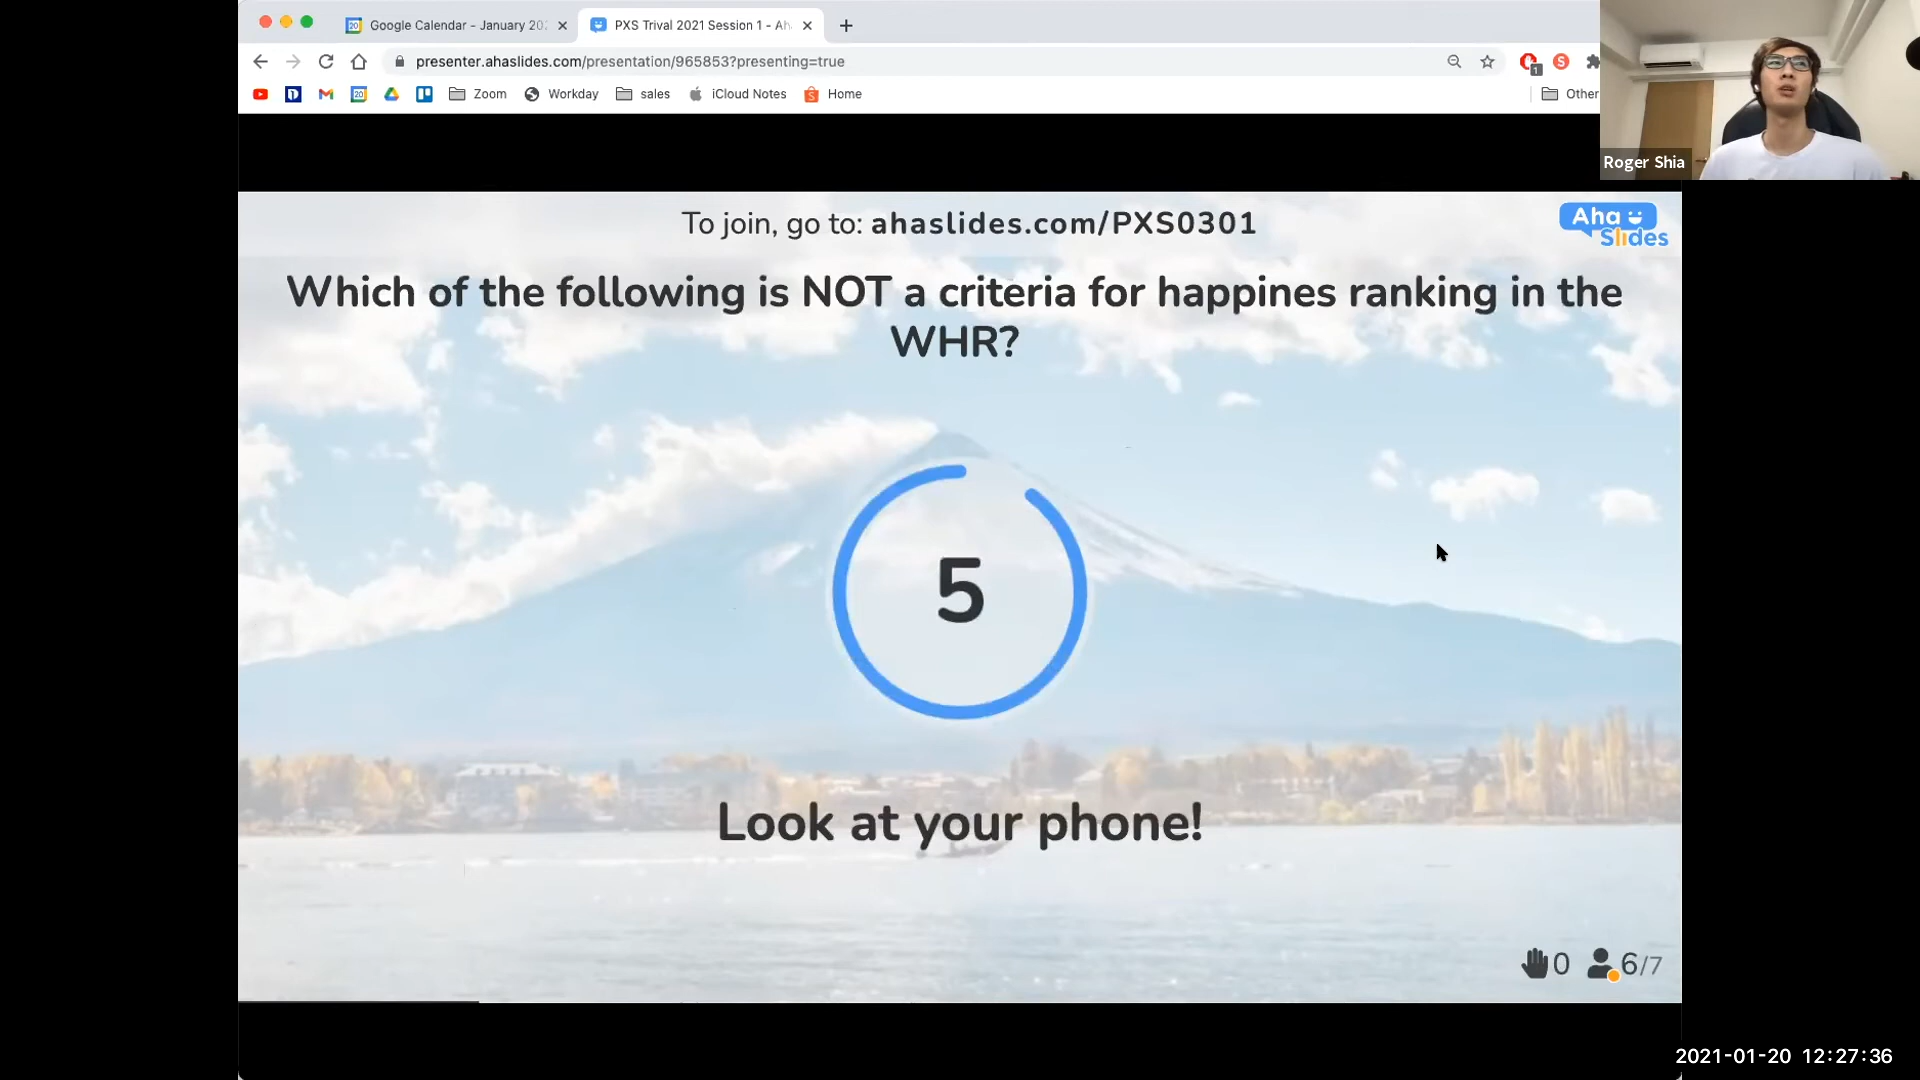 Google Calendar - January 20
PXS Trival 2021 Session 1 - Ah
presenter.ahaslides.com/presentation/965853?presenting=true
Zoom
Workday
sales
iCloud Notes
Home
Other
Roger Shia
To join, go to: ahaslides.com/PXS0301
Aha
Slides
Which of the following is NOT a criteria for happines ranking in the
WHR?
5
Look at your phone!
0 6/7
2021-01-20 12:27:36